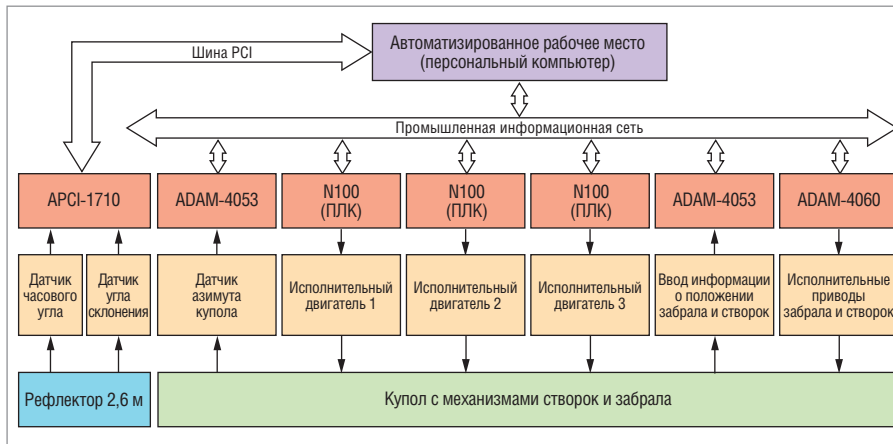 Шина PCI
Автоматизированное рабочее место
(персональный компьютер)
Промышленная информационная сеть
APCI-1710
ADAM-4053
N100
(ПЛК)
N100
(ПЛК)
N100
(ПЛК)
ADAM-4053
ADAM-4060
Датчик
часового
угла
Датчик
угла
склонения
Датчик
азимута
купола
Исполнительный
двигатель 1
Исполнительный
двигатель 2
Исполнительный
двигатель 3
Ввод информации
о положении
забрала и створок
Исполнительные
приводы
забрала и створок
Рефлектор 2,6 м
Купол с механизмами створок и забрала